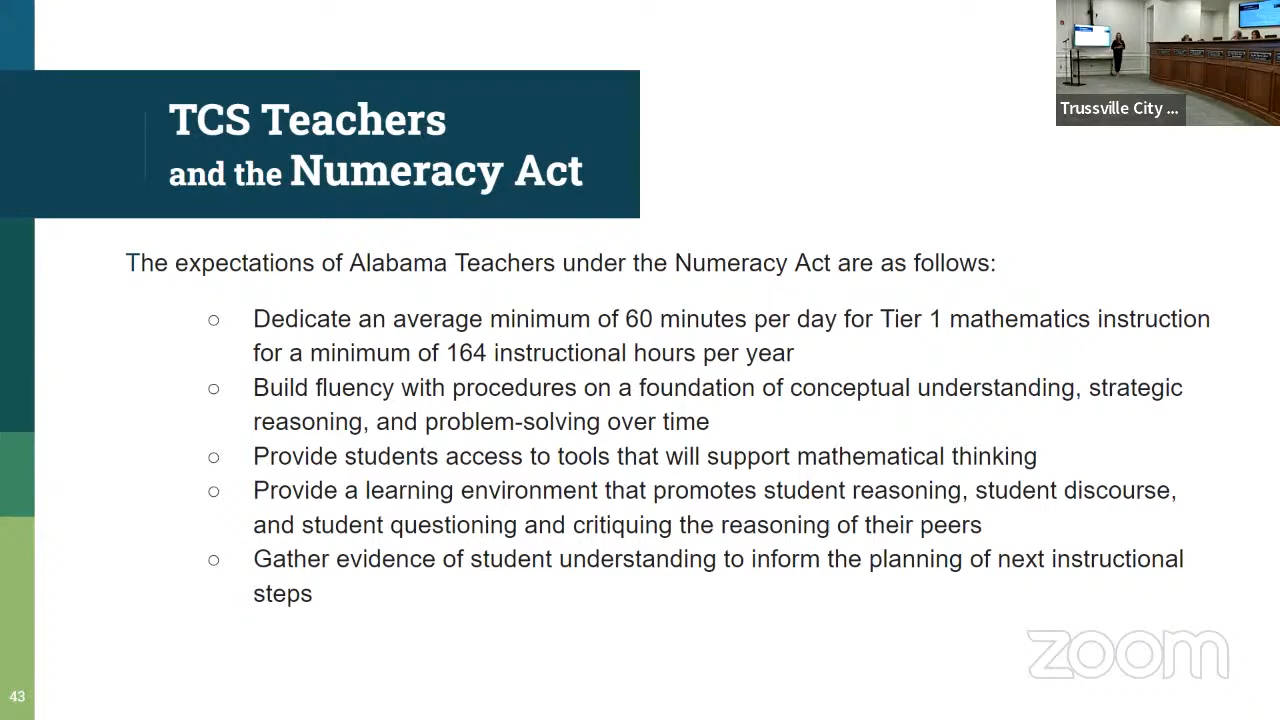 TCS Teachers
and the Numeracy Act
Trussville City ...
The expectations of Alabama Teachers under the Numeracy Act are as follows:
○ Dedicate an average minimum of 60 minutes per day for Tier 1 mathematics instruction
for a minimum of 164 instructional hours per year
○ Build fluency with procedures on a foundation of conceptual understanding, strategic
reasoning, and problem-solving over time
○ Provide students access to tools that will support mathematical thinking
○ Provide a learning environment that promotes student reasoning, student discourse,
and student questioning and critiquing the reasoning of their peers
○ Gather evidence of student understanding to inform the planning of next instructional
steps
zoom
43